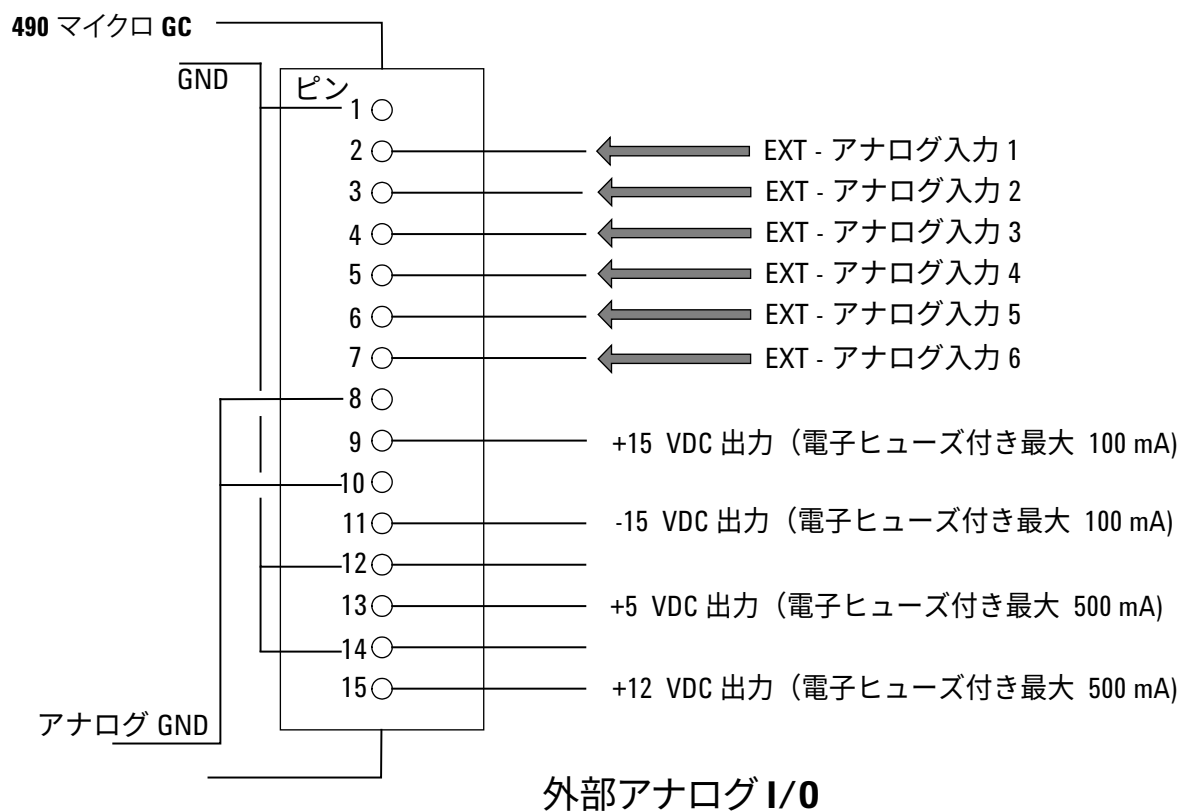 490 マイクロ GC
GND
ピン
1
2 EXT - アナログ入力 1
3 EXT - アナログ入力 2
4 EXT - アナログ入力 3
5 EXT - アナログ入力 4
6 EXT - アナログ入力 5
7 EXT - アナログ入力 6
8
9 +15 VDC 出力（電子ヒューズ付き最大 100 mA)
10
11 -15 VDC 出力（電子ヒューズ付き最大 100 mA)
12
13 +5 VDC 出力（電子ヒューズ付き最大 500 mA)
14
15 +12 VDC 出力（電子ヒューズ付き最大 500 mA)
アナログ GND
外部アナログ I/O